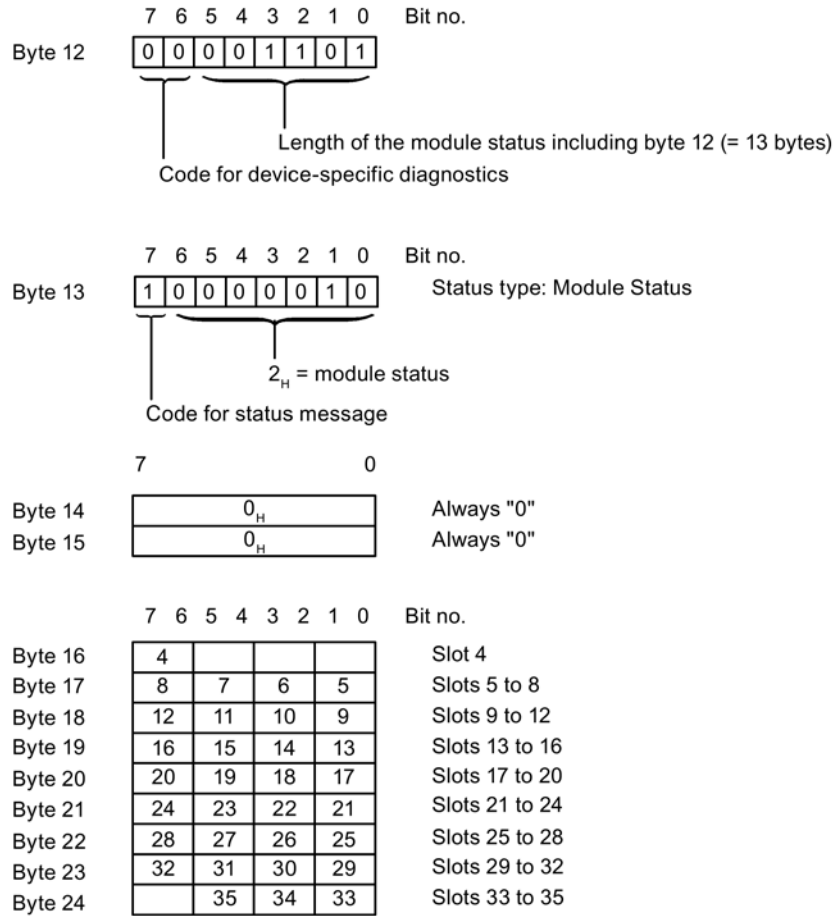 7 6 5 4 3 2 1 0 Bit no.
Byte 12 0 0 0 0 1 1 0 1
Length of the module status including byte 12 (= 13 bytes)
Code for device-specific diagnostics
7 6 5 4 3 2 1 0 Bit no.
Byte 13 1 0 0 0 0 0 1 0 Status type: Module Status
2H = module status
Code for status message
7 0
Byte 14 0H Always "0"
Byte 15 0H Always "0"
7 6 5 4 3 2 1 0 Bit no.
Byte 16 4 Slot 4
Byte 17 8 7 6 5 Slots 5 to 8
Byte 18 12 11 10 9 Slots 9 to 12
Byte 19 16 15 14 13 Slots 13 to 16
Byte 20 20 19 18 17 Slots 17 to 20
Byte 21 24 23 22 21 Slots 21 to 24
Byte 22 28 27 26 25 Slots 25 to 28
Byte 23 32 31 30 29 Slots 29 to 32
Byte 24 35 34 33 Slots 33 to 35